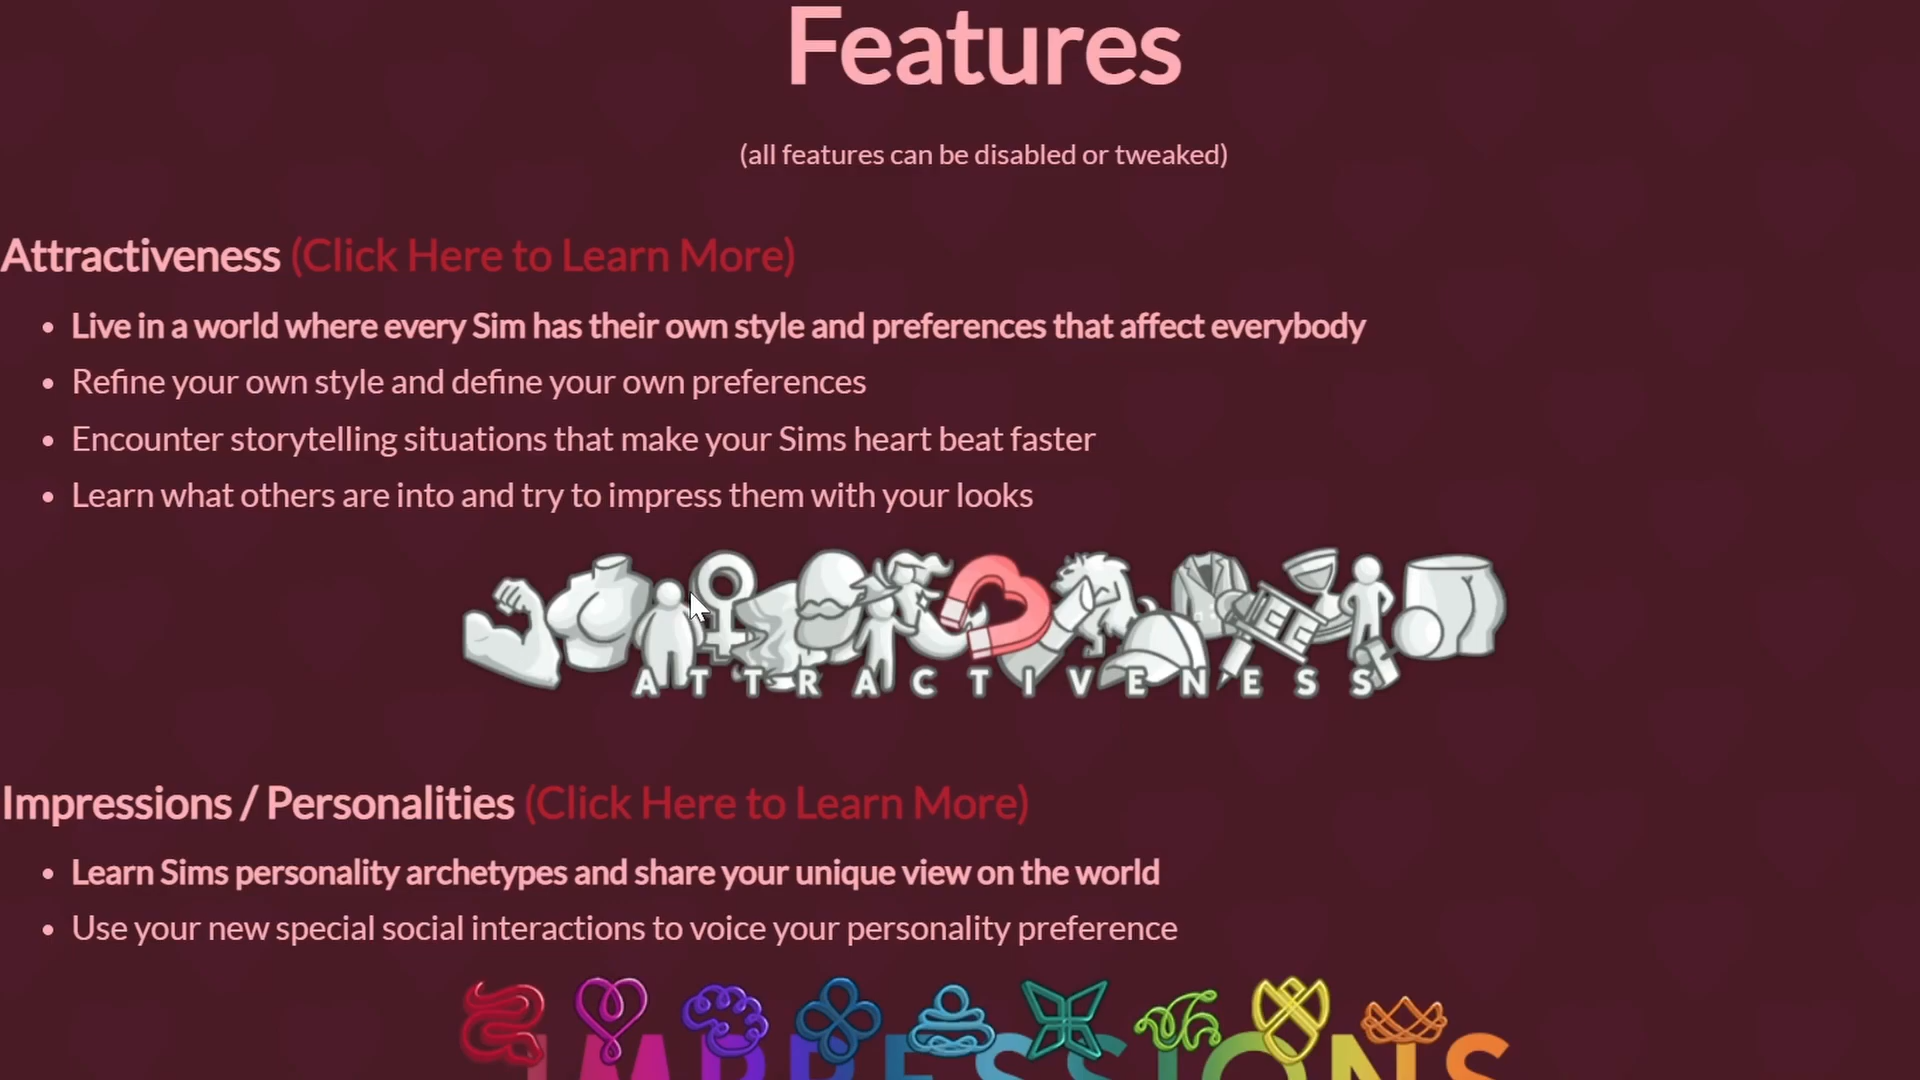 Features
(all features can be disabled or tweaked)
Attractiveness (Click Here to Learn More)
Live in a world where every Sim has their own style and preferences that affect everybody
Refine your own style and define your own preferences
Encounter storytelling situations that make your Sims heart beat faster
Learn what others are into and try to impress them with your looks
ATTRACTIVENESS
Impressions / Personalities (Click Here to Learn More)
Learn Sims personality archetypes and share your unique view on the world
Use your new special social interactions to voice your personality preference
IMPRESSIONS